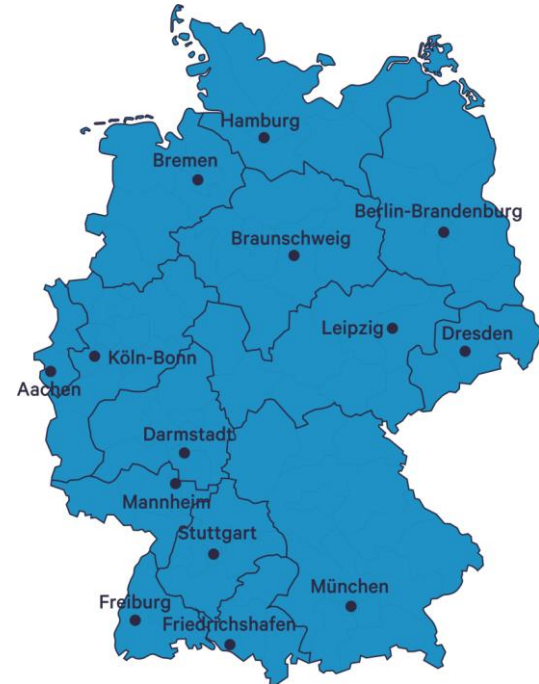 Hamburg
Bremen
Berlin-Brandenburg
Braunschweig
Leipzig
Dresden
Köln-Bonn
Aachen
Darmstadt
Mannheim
Stuttgart
München
Freiburg
Friedrichshafen